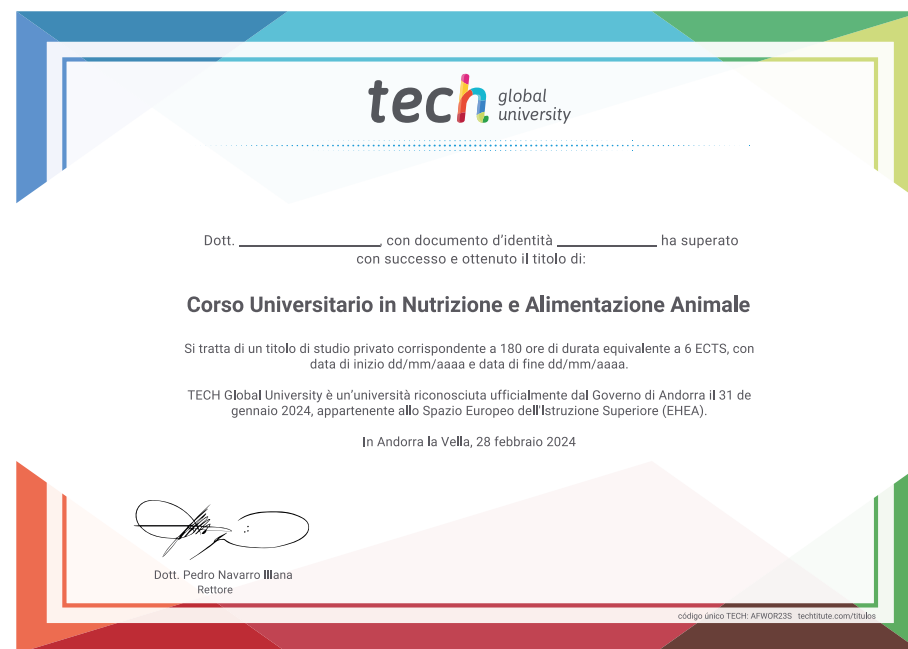 tech global university
Dott. ____________, con documento d'identità ____________ ha superato
con successo e ottenuto il titolo di:
Corso Universitario in Nutrizione e Alimentazione Animale
Si tratta di un titolo di studio privato corrispondente a 180 ore di durata equivalente a 6 ECTS, con
data di inizio dd/mm/aaaa e data di fine dd/mm/aaaa.
TECH Global University è un'università riconosciuta ufficialmente dal Governo di Andorra il 31 de
gennaio 2024, appartenente allo Spazio Europeo dell'Istruzione Superiore (EHEA).
In Andorra la Vella, 28 febbraio 2024
Dott. Pedro Navarro Illana
Rettore
código único TECH: AFWOR23S techtitute.com/titulos